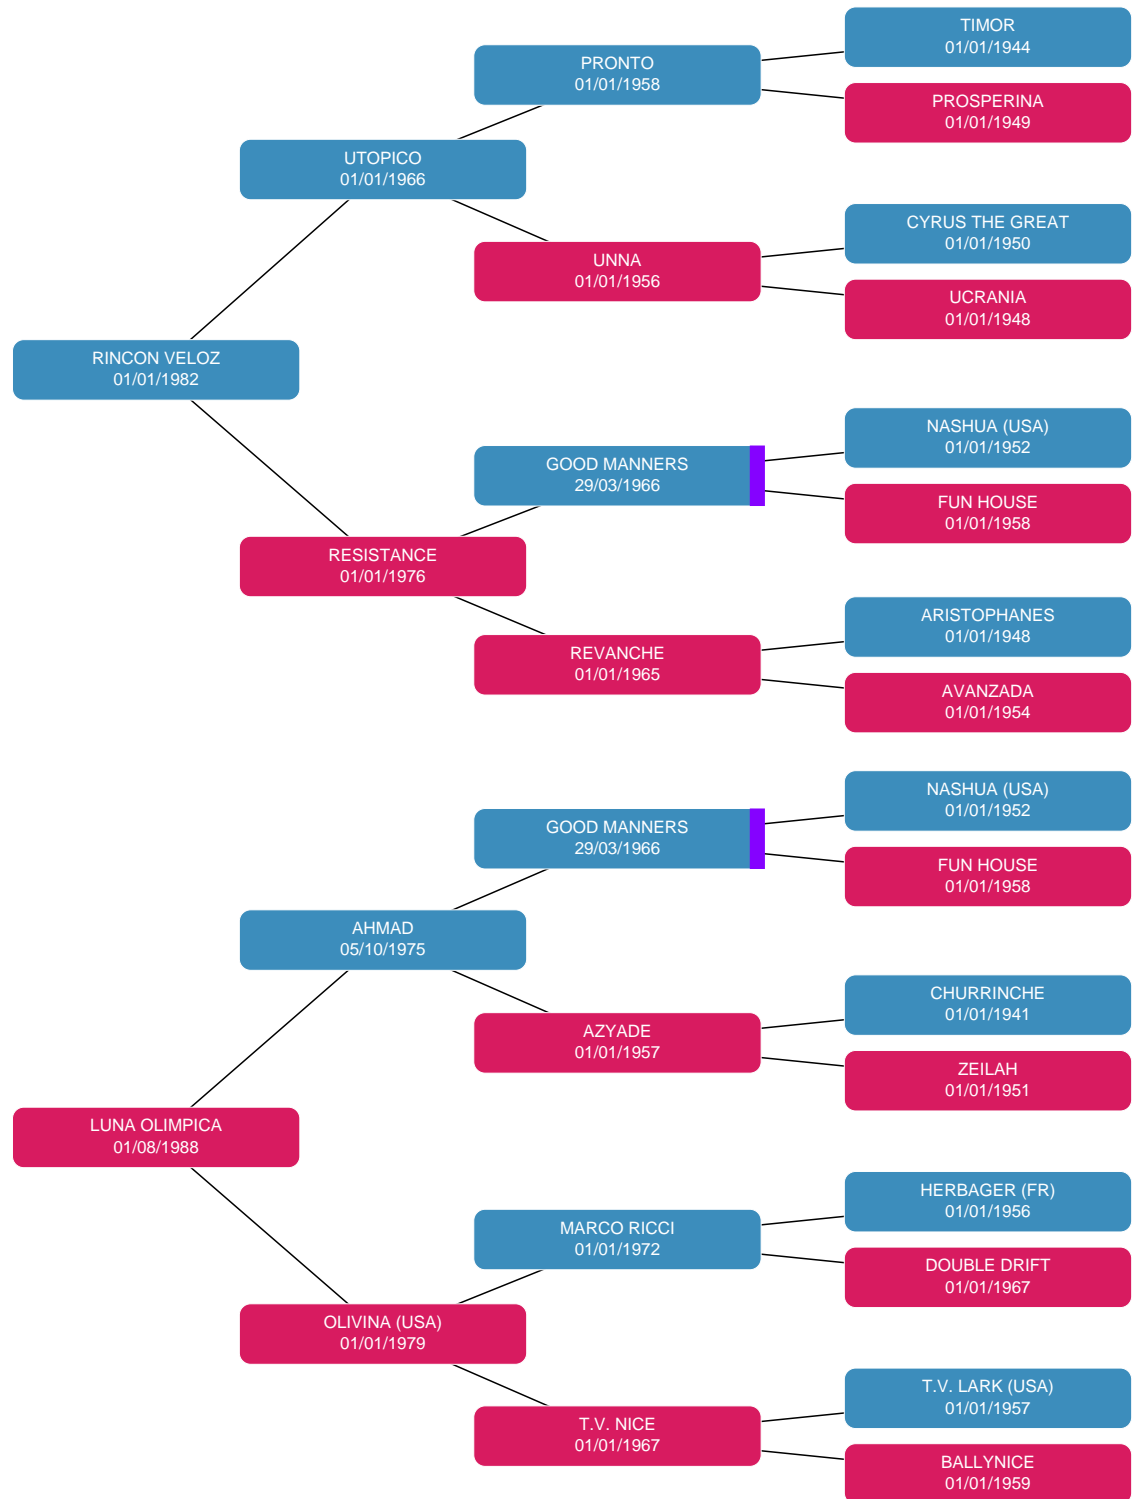 TIMOR
01/01/1944
PRONTO
01/01/1958
PROSPERINA
01/01/1949
UTOPICO
01/01/1966
CYRUS THE GREAT
01/01/1950
UNNA
01/01/1956
UCRANIA
01/01/1948
RINCON VELOZ
01/01/1982
NASHUA (USA)
01/01/1952
GOOD MANNERS
29/03/1966
FUN HOUSE
01/01/1958
RESISTANCE
01/01/1976
ARISTOPHANES
01/01/1948
REVANCHE
01/01/1965
AVANZADA
01/01/1954
NASHUA (USA)
01/01/1952
GOOD MANNERS
29/03/1966
FUN HOUSE
01/01/1958
AHMAD
05/10/1975
CHURRINCHE
01/01/1941
AZYADE
01/01/1957
ZEILAH
01/01/1951
LUNA OLIMPICA
01/08/1988
HERBAGER (FR)
01/01/1956
MARCO RICCI
01/01/1972
DOUBLE DRIFT
01/01/1967
OLIVINA (USA)
01/01/1979
T.V. LARK (USA)
01/01/1957
T.V. NICE
01/01/1967
BALLYNICE
01/01/1959